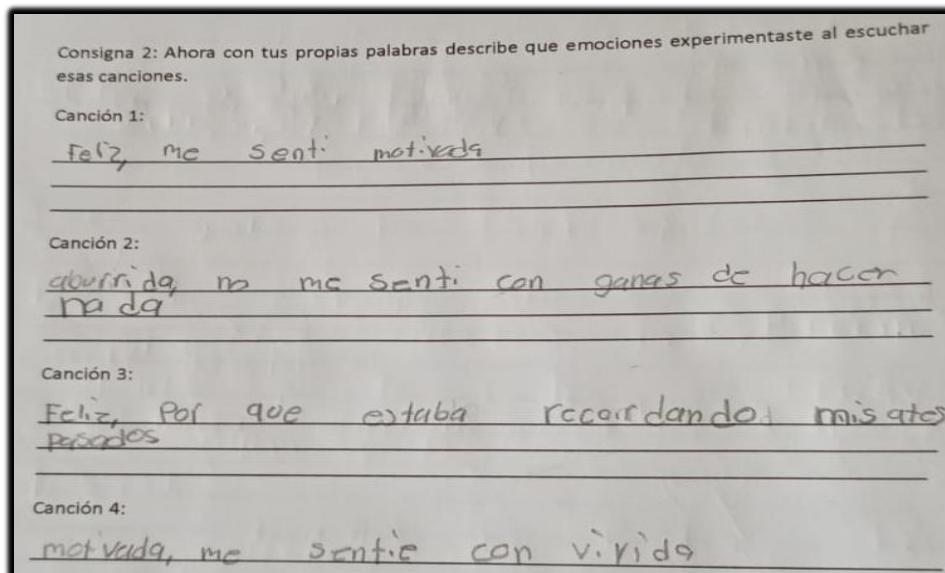 Consigna 2: Ahora con tus propias palabras describe que emociones experimentaste al escuchar
esas canciones.
Canción 1:
Feliz, me senti motivada
Canción 2:
aburrida, no me senti con ganas de hacer
nada
Canción 3:
Feliz, Por que estaba recordando mis
pasados
Canción 4:
motivada, me sentie con